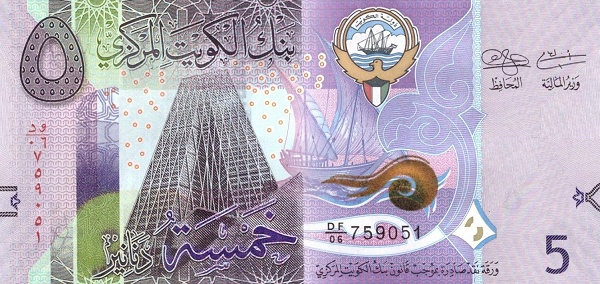 ٥
بنك الكويت المركزي
دولة الكويت
المحافظ
وزير المالية
٠٦ ٧٥٩٠٥١
DF/06 759051
خمسة
دنانير
5
ورقة نقد صادرة بموجب قانون بنك الكويت المركزي